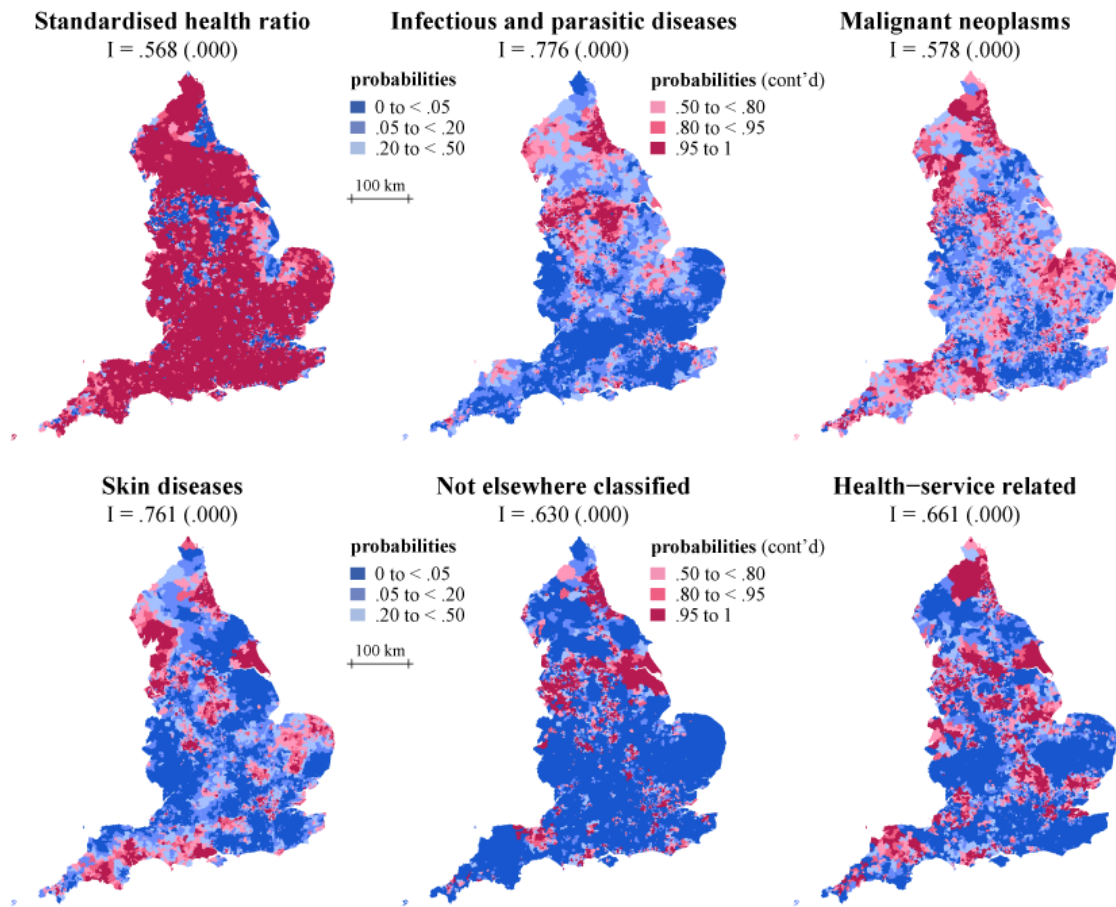 Standardised health ratio
I = .568 (.000)
Infectious and parasitic diseases
I = .776 (.000)
Malignant neoplasms
I = .578 (.000)
probabilities
0 to < .05
.05 to < .20
.20 to < .50
100 km
probabilities (cont’d)
.50 to < .80
.80 to < .95
.95 to 1
Skin diseases
I = .761 (.000)
Not elsewhere classified
I = .630 (.000)
Health−service related
I = .661 (.000)
probabilities
0 to < .05
.05 to < .20
.20 to < .50
100 km
probabilities (cont’d)
.50 to < .80
.80 to < .95
.95 to 1